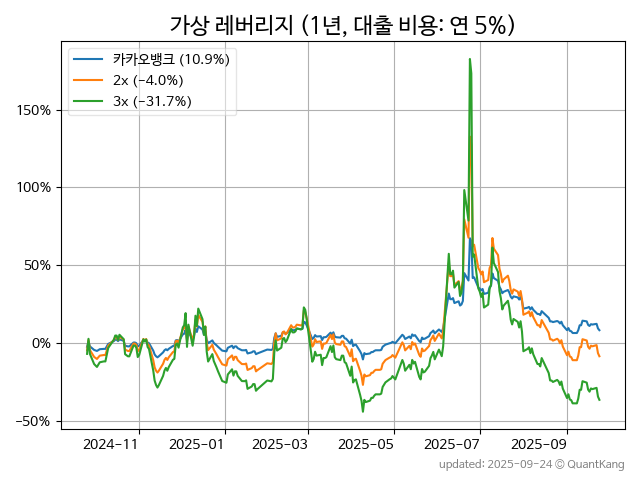 가상 레버리지 (1년, 대출 비용: 연 5%)
카카오뱅크 (10.9%)
2x (−4.0%)
3x (−31.7%)
150%
100%
50%
0%
−50%
2024−11 2025−01 2025−03 2025−05 2025−07 2025−09
updated: 2025-09-24 © QuantKang